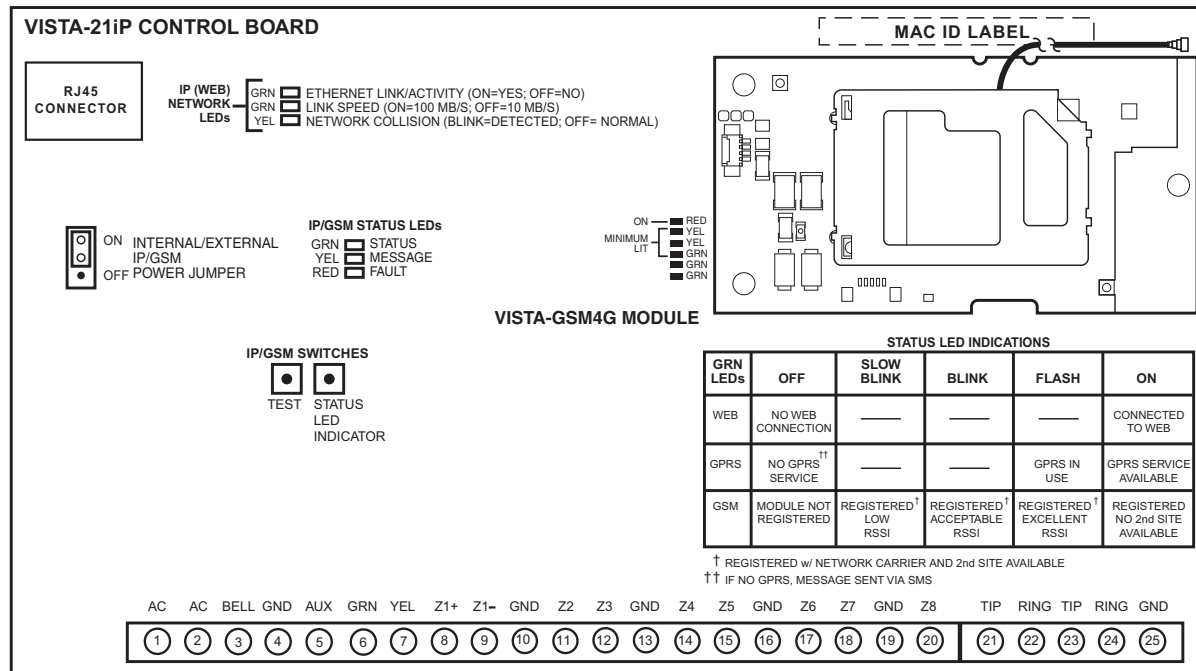 VISTA-21iP CONTROL BOARD
MAC ID LABEL
RJ45
CONNECTOR
IP (WEB)
NETWORK
LEDs
GRN ETHERNET LINK/ACTIVITY (ON=YES; OFF=NO)
GRN LINK SPEED (ON=100 MB/S; OFF=10 MB/S)
YEL NETWORK COLLISION (BLINK=DETECTED; OFF= NORMAL)
ON
OFF
INTERNAL/EXTERNAL
IP/GSM
POWER JUMPER
IP/GSM STATUS LEDs
GRN STATUS
YEL MESSAGE
RED FAULT
ON RED
MINIMUM
LIT
YEL
YEL
GRN
GRN
GRN
VISTA-GSM4G MODULE
IP/GSM SWITCHES
TEST
STATUS
LED
INDICATOR
STATUS LED INDICATIONS
GRN LEDs OFF SLOW BLINK BLINK FLASH ON
WEB NO WEB CONNECTION —— —— —— CONNECTED TO WEB
GPRS NO GPRS†† SERVICE —— —— GPRS IN USE GPRS SERVICE AVAILABLE
GSM MODULE NOT REGISTERED REGISTERED† LOW RSSI REGISTERED† ACCEPTABLE RSSI REGISTERED† EXCELLENT RSSI REGISTERED NO 2nd SITE AVAILABLE
† REGISTERED w/ NETWORK CARRIER AND 2nd SITE AVAILABLE
†† IF NO GPRS, MESSAGE SENT VIA SMS
AC AC BELL GND AUX GRN YEL Z1+ Z1– GND Z2 Z3 GND Z4 Z5 GND Z6 Z7 GND Z8 TIP RING TIP RING GND
1 2 3 4 5 6 7 8 9 10 11 12 13 14 15 16 17 18 19 20 21 22 23 24 25